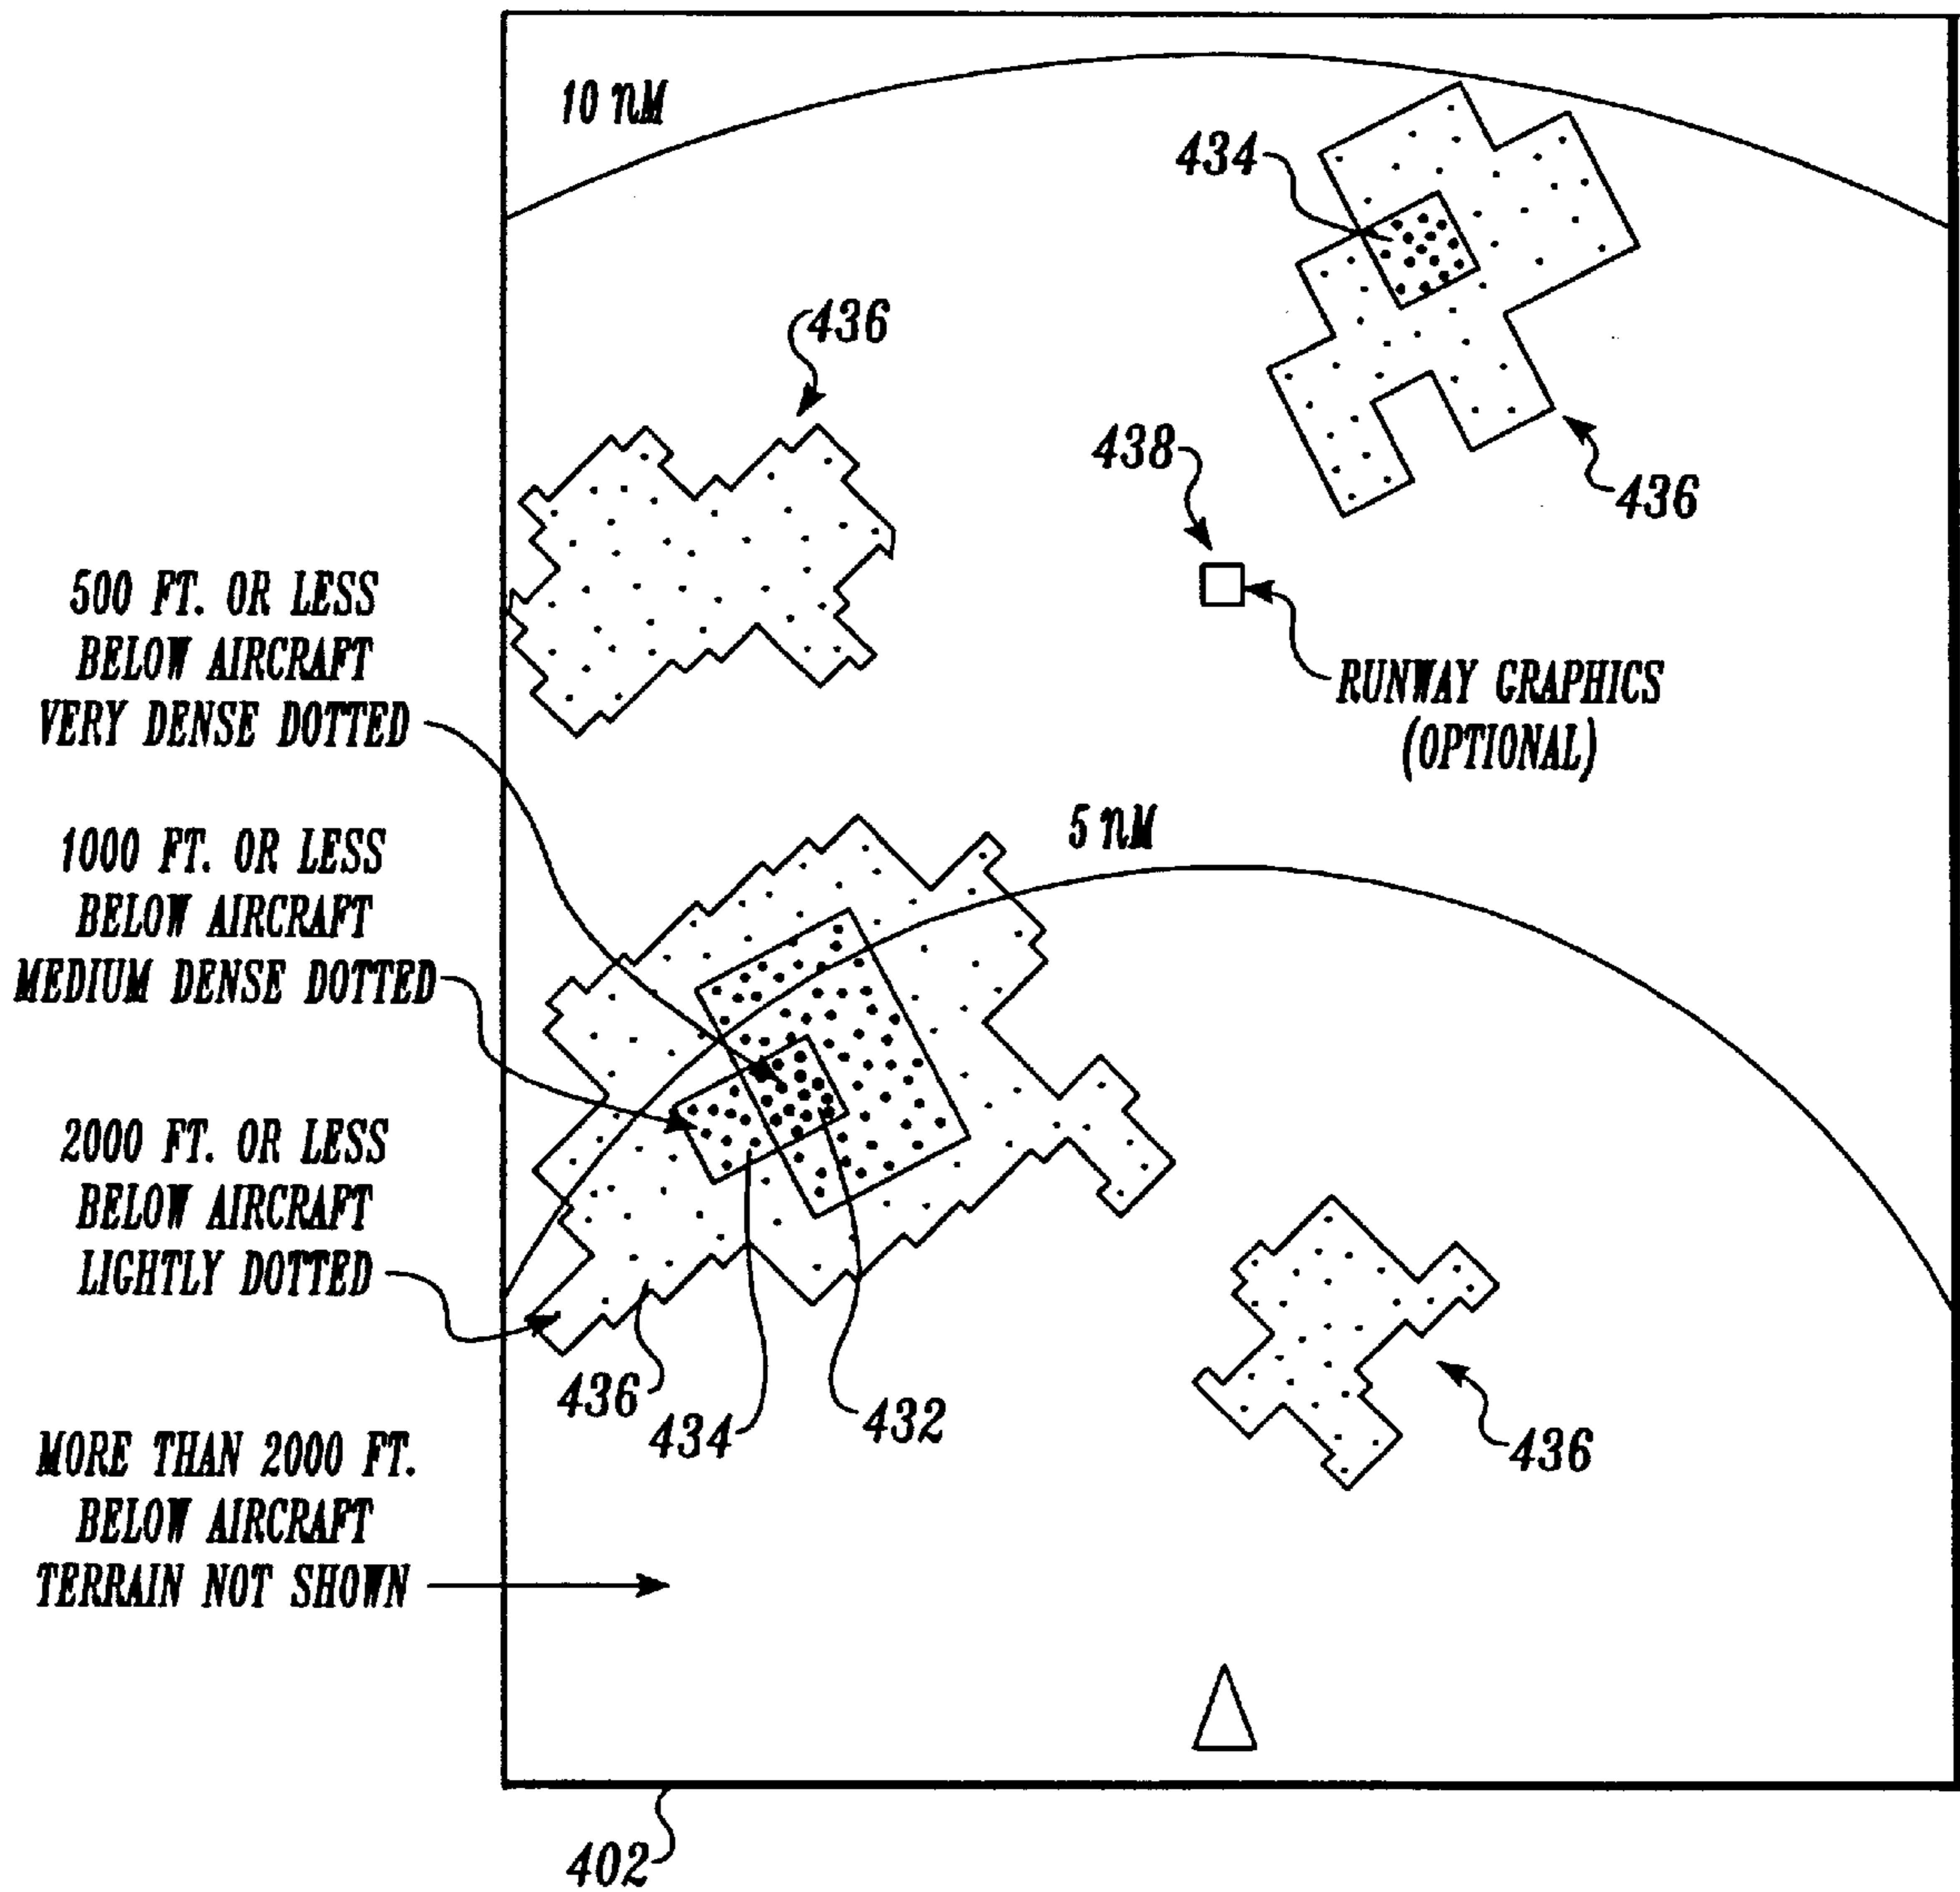 10 nM
434
436
438
436
500 FT. OR LESS
BELOW AIRCRAFT
VERY DENSE DOTTED
RUNWAY GRAPHICS
(OPTIONAL)
5 nM
1000 FT. OR LESS
BELOW AIRCRAFT
MEDIUM DENSE DOTTED
2000 FT. OR LESS
BELOW AIRCRAFT
LIGHTLY DOTTED
436
434
432
436
MORE THAN 2000 FT.
BELOW AIRCRAFT
TERRAIN NOT SHOWN
402